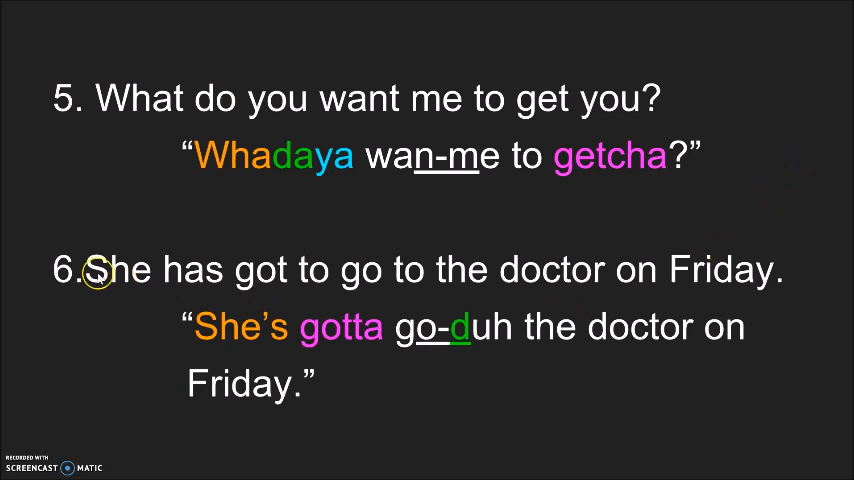 5. What do you want me to get you?
“Whadaya wan-me to getcha?”
6.She has got to go to the doctor on Friday.
“She’s gotta go-duh the doctor on
Friday.”
RECORDED WITH
SCREENCAST MATIC